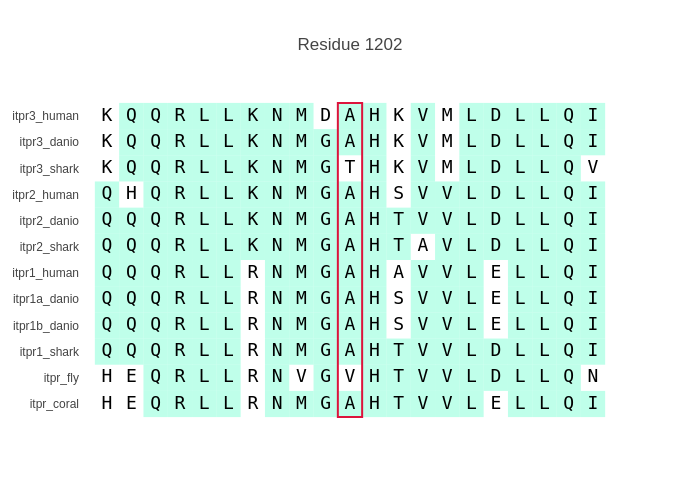 Residue 1202
itpr3_human K Q Q R L L K N M D A H K V M L D L L Q I
itpr3_danio K Q Q R L L K N M G A H K V M L D L L Q I
itpr3_shark K Q Q R L L K N M G T H K V M L D L L Q V
itpr2_human Q H Q R L L K N M G A H S V V L D L L Q I
itpr2_danio Q Q Q R L L K N M G A H T V V L D L L Q I
itpr2_shark Q Q Q R L L K N M G A H T A V L D L L Q I
itpr1_human Q Q Q R L L R N M G A H A V V L E L L Q I
itpr1a_danio Q Q Q R L L R N M G A H S V V L E L L Q I
itpr1b_danio Q Q Q R L L R N M G A H S V V L E L L Q I
itpr1_shark Q Q Q R L L R N M G A H T V V L D L L Q I
itpr_fly H E Q R L L R N V G V H T V V L D L L Q N
itpr_coral H E Q R L L R N M G A H T V V L E L L Q I